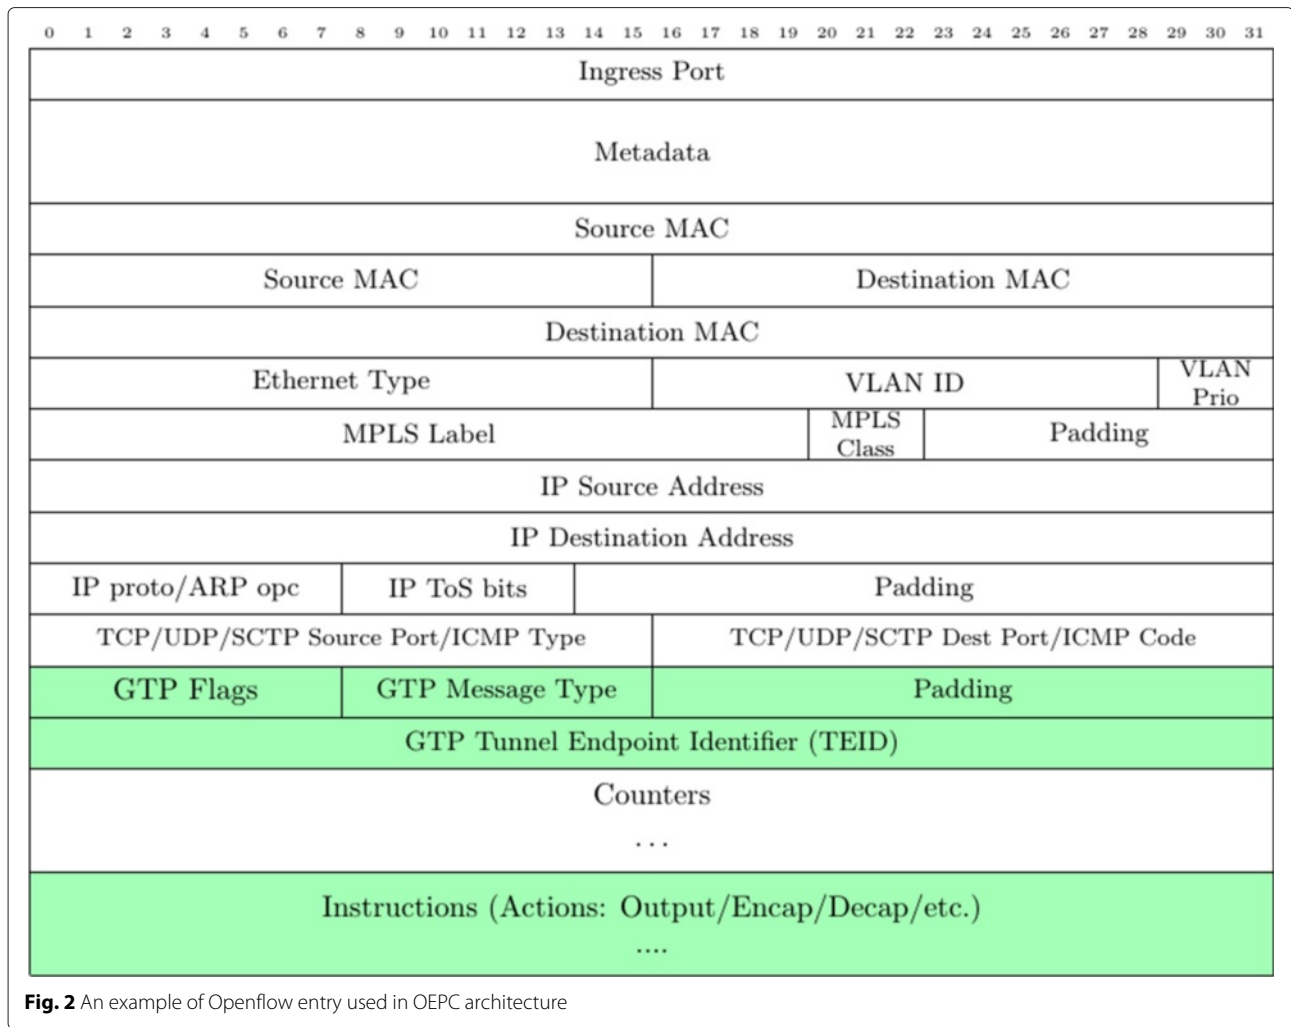 0 1 2 3 4 5 6 7 8 9 10 11 12 13 14 15 16 17 18 19 20 21 22 23 24 25 26 27 28 29 30 31
Ingress Port
Metadata
Source MAC
Source MAC Destination MAC
Destination MAC
Ethernet Type VLAN ID VLAN
Prio
MPLS Label MPLS
Class Padding
IP Source Address
IP Destination Address
IP proto/ARP opc IP ToS bits Padding
TCP/UDP/SCTP Source Port/ICMP Type TCP/UDP/SCTP Dest Port/ICMP Code
GTP Flags GTP Message Type Padding
GTP Tunnel Endpoint Identifier (TEID)
Counters
...
Instructions (Actions: Output/Encap/Decap/etc.)
....
Fig. 2 An example of Openflow entry used in OEPC architecture